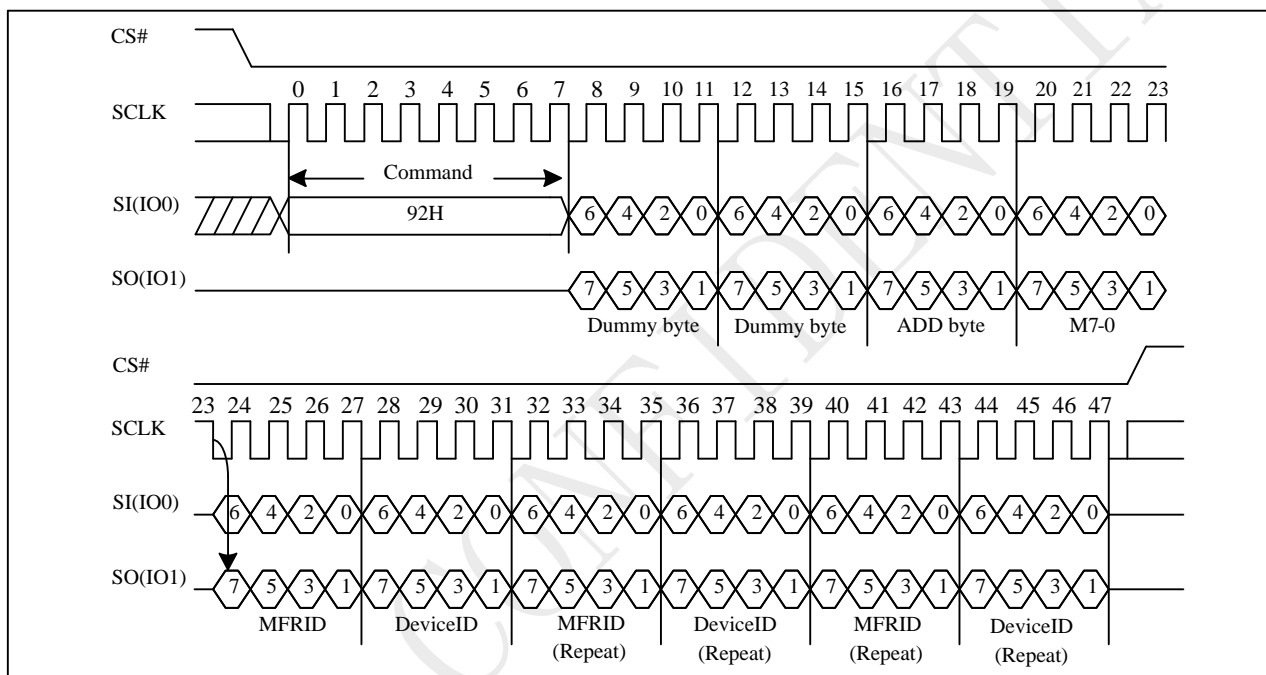 CS#
0 1 2 3 4 5 6 7 8 9 10 11 12 13 14 15 16 17 18 19 20 21 22 23
SCLK
Command
SI(IO0) 92H 6 4 2 0 6 4 2 0 6 4 2 0 6 4 2 0
SO(IO1) 7 5 3 1 7 5 3 1 7 5 3 1 7 5 3 1
Dummy byte Dummy byte ADD byte M7-0
CS#
23 24 25 26 27 28 29 30 31 32 33 34 35 36 37 38 39 40 41 42 43 44 45 46 47
SCLK
SI(IO0) 6 4 2 0 6 4 2 0 6 4 2 0 6 4 2 0 6 4 2 0 6 4 2 0
SO(IO1) 7 5 3 1 7 5 3 1 7 5 3 1 7 5 3 1 7 5 3 1 7 5 3 1
MFRID DeviceID MFRID DeviceID MFRID DeviceID
(Repeat) (Repeat) (Repeat) (Repeat)
CONFIDENTI